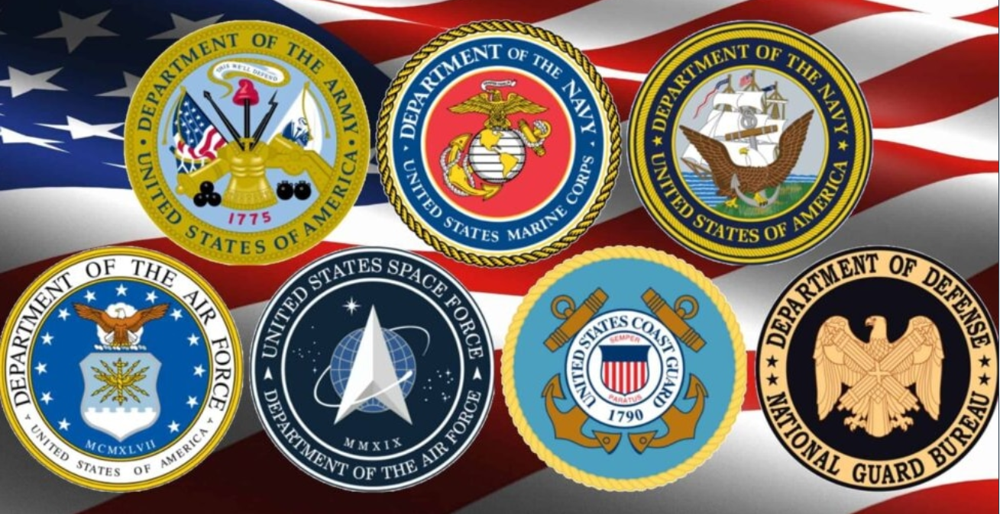 DEPARTMENT OF THE ARMY
THIS WE'LL DEFEND
1775
UNITED STATES OF AMERICA
DEPARTMENT OF THE NAVY
UNITED STATES MARINE CORPS
DEPARTMENT OF THE NAVY
UNITED STATES OF AMERICA
DEPARTMENT OF THE AIR FORCE
MCMXLVII
UNITED STATES OF AMERICA
UNITED STATES SPACE FORCE
MMXIX
DEPARTMENT OF THE AIR FORCE
UNITED STATES COAST GUARD
SEMPER
PARATUS
1790
DEPARTMENT OF DEFENSE
NATIONAL GUARD BUREAU